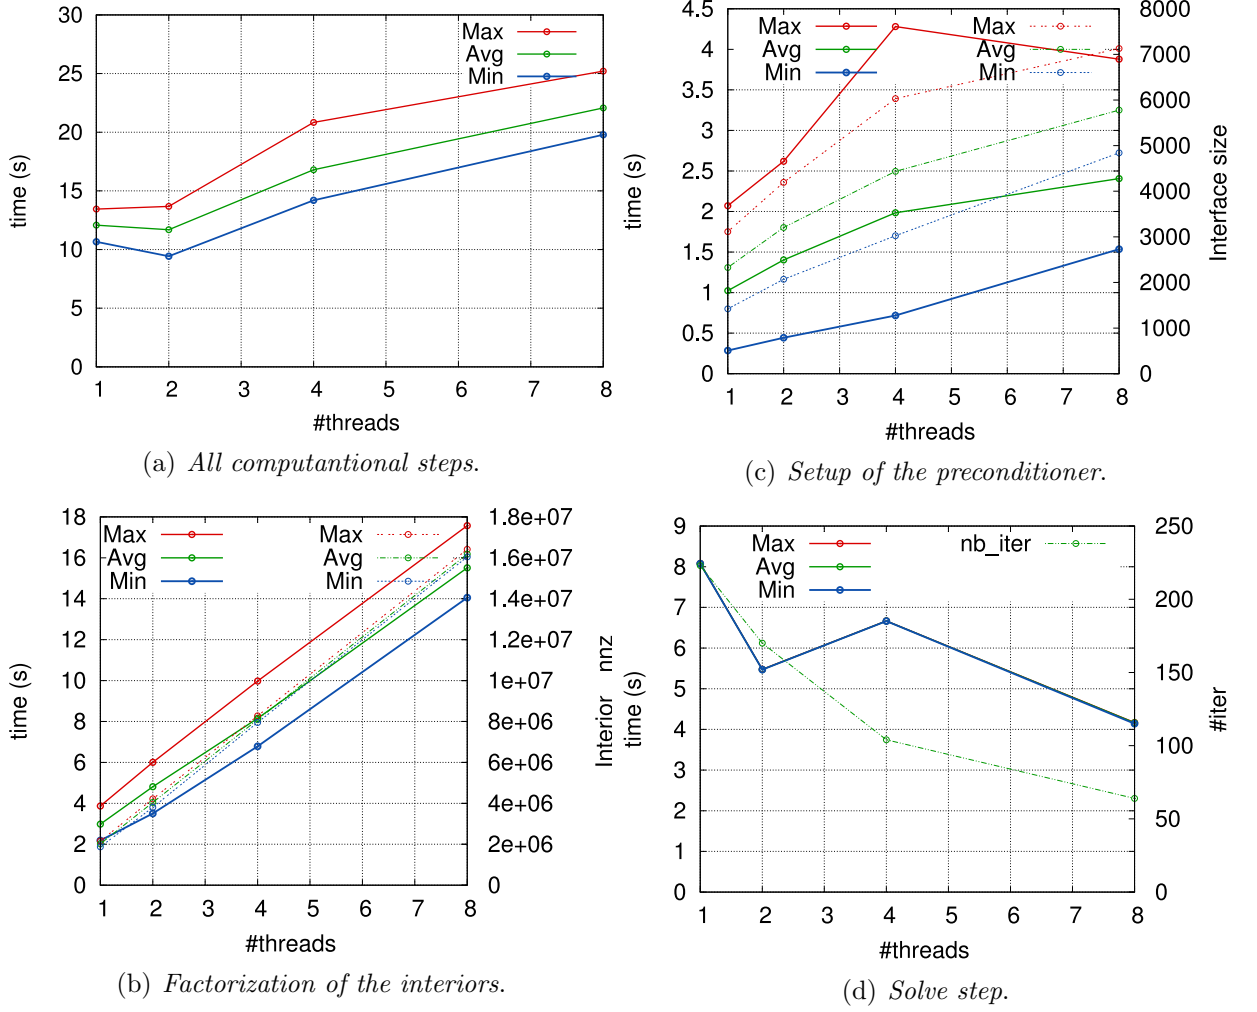 30
25
20
15
10
5
0
time (s)
Max
Avg
Min
1 2 3 4 5 6 7 8
#threads
(a) All computantional steps.
4.5
4
3.5
3
2.5
2
1.5
1
0.5
0
time (s)
Max
Avg
Min
Max
Avg
Min
8000
7000
6000
5000
4000
3000
2000
1000
0
Interface size
1 2 3 4 5 6 7 8
#threads
(c) Setup of the preconditioner.
18
16
14
12
10
8
6
4
2
0
time (s)
Max
Avg
Min
Max
Avg
Min
1.8e+07
1.6e+07
1.4e+07
1.2e+07
1e+07
8e+06
6e+06
4e+06
2e+06
0
Interior nnz
1 2 3 4 5 6 7 8
#threads
(b) Factorization of the interiors.
9
8
7
6
5
4
3
2
1
0
time (s)
Max
Avg
Min
nb_iter
250
200
150
100
50
0
#iter
1 2 3 4 5 6 7 8
#threads
(d) Solve step.